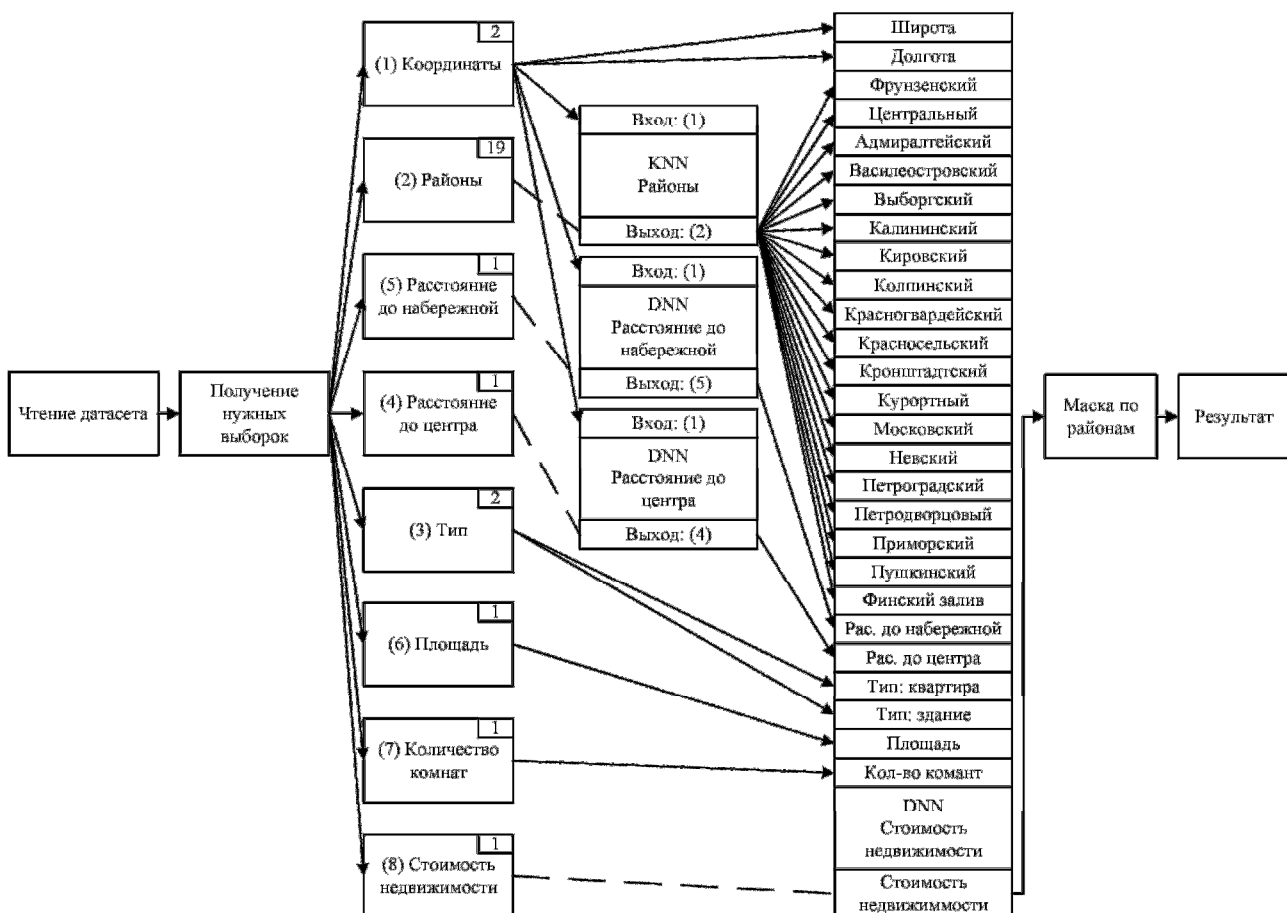 Чтение датасета
Получение
нужных
выборок
2
(1) Координаты
19
(2) Районы
1
(5) Расстояние
до набережной
1
(4) Расстояние
до центра
2
(3) Тип
1
(6) Площадь
1
(7) Количество
комнат
1
(8) Стоимость
недвижимости
Вход: (1)
KNN
Районы
Выход: (2)
Вход: (1)
DNN
Расстояние до
набережной
Выход: (5)
Вход: (1)
DNN
Расстояние до
центра
Выход: (4)
Широта
Долгота
Фрунзенский
Центральный
Адмиралтейский
Василеостровский
Выборгский
Калининский
Кировский
Колпинский
Красногвардейский
Красносельский
Кронштадтский
Курортный
Московский
Невский
Петроградский
Петродворцовый
Приморский
Пушкинский
Финский залив
Рас. до набережной
Рас. до центра
Тип: квартира
Тип: здание
Площадь
Кол-во комант
DNN
Стоимость
недвижимости
Стоимость
недвижиммости
Маска по
районам
Результат